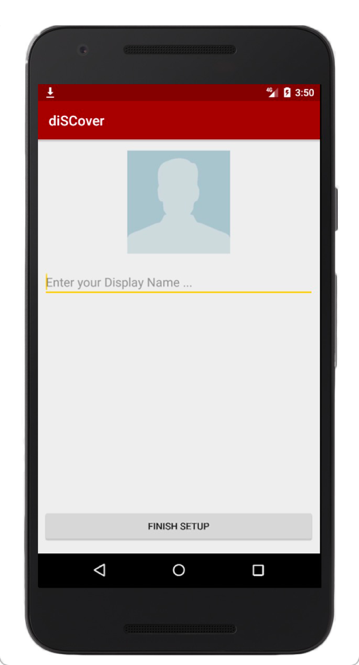 3:50
diSCover
Enter your Display Name ...
FINISH SETUP